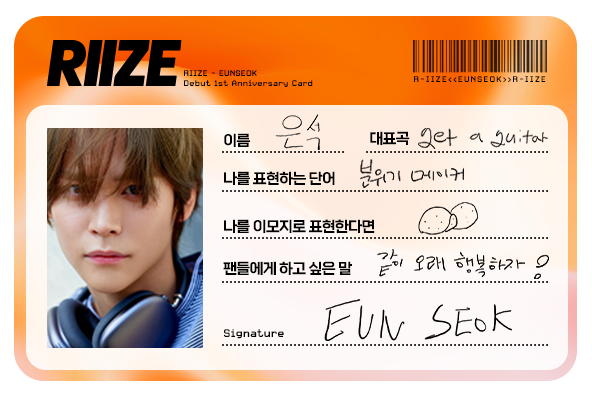 RIIZE
RIIZE - EUNSEOK
Debut 1st Anniversary Card
R-IIZE<<EUNSEOK>>R-IIZE
이름 은석 대표곡 get a guitar
나를 표현하는 단어 분위기 메이커
나를 이모지로 표현한다면
팬들에게 하고 싶은 말 같이 오래 행복하자!
Signature EUN SEOK